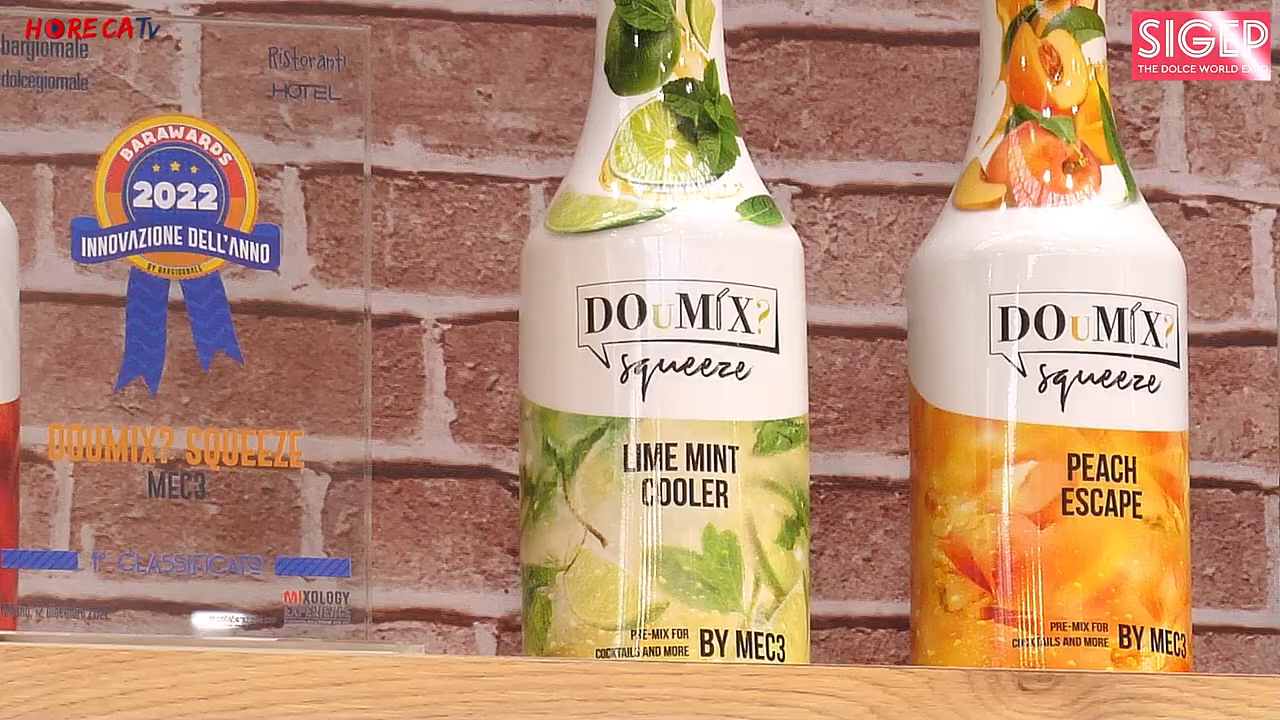 HORECATv
bargiornale
dolcegiornale
Ristoranti
HOTEL
BARAWARDS
2022
INNOVAZIONE DELL'ANNO
BY BARGIORNALE
DOUMIX? SQUEEZE
MEC3
1° CLASSIFICATO
MIXOLOGY
EXPERIENCE
DOuMIX?
squeeze
LIME MINT
COOLER
PRE-MIX FOR
COCKTAILS AND MORE
BY MEC3
DOuMIX?
squeeze
PEACH
ESCAPE
PRE-MIX FOR
COCKTAILS AND MORE
BY MEC3
SIGEP
THE DOLCE WORLD EXPO